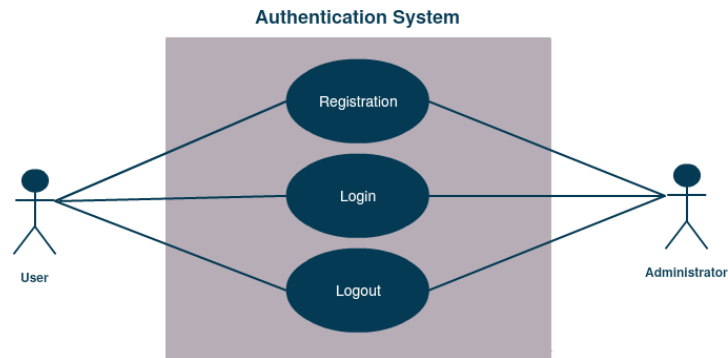 Authentication System
Registration
Login
Logout
User
Administrator